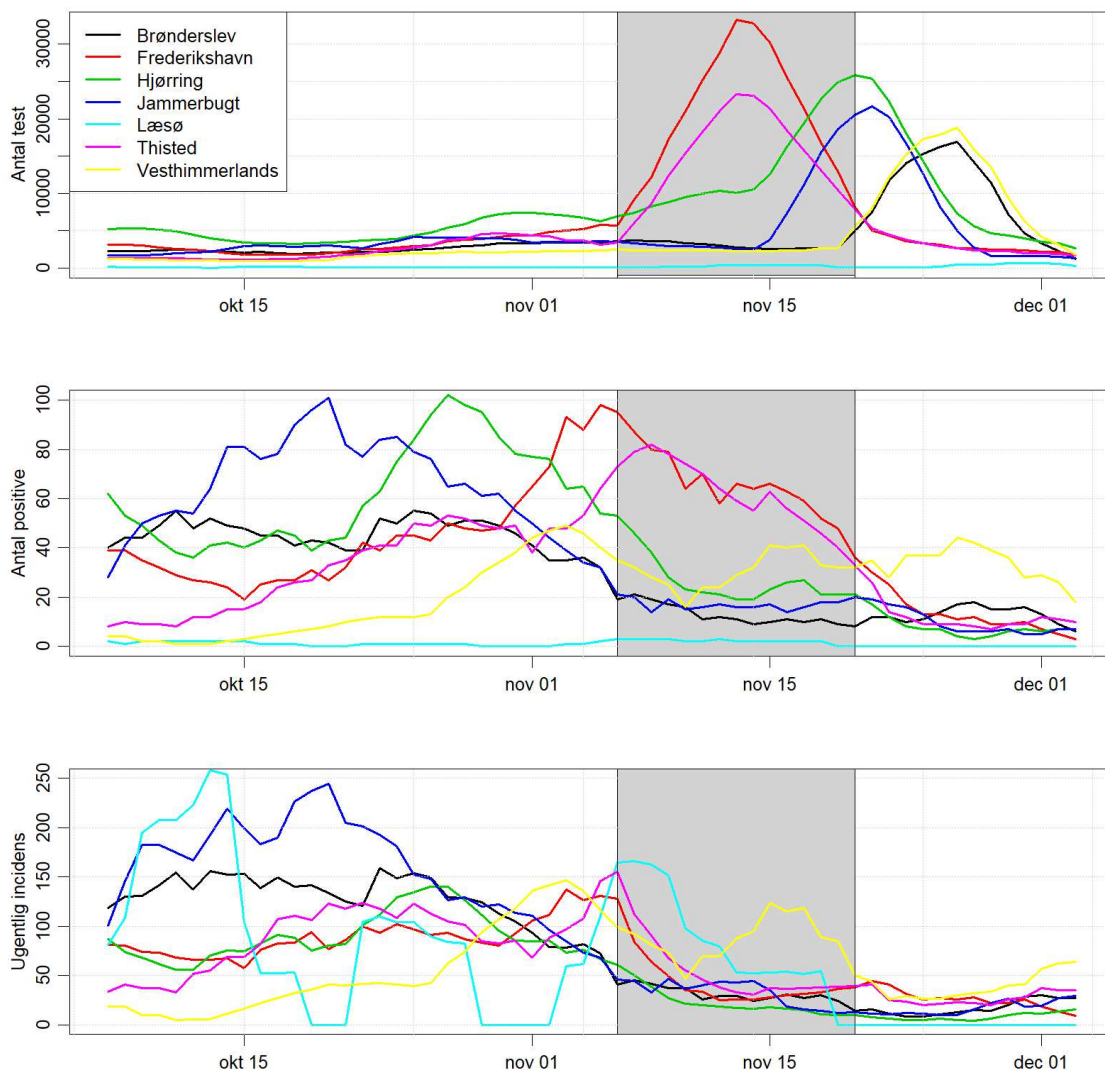 Antal test
0
10000
20000
30000
Brønderslev
Frederikshavn
Hjørring
Jammerbugt
Læsø
Thisted
Vesthimmerlands
okt 15
nov 01
nov 15
dec 01
Antal positive
0
20
40
60
80
100
okt 15
nov 01
nov 15
dec 01
Ugentlig incidens
0
50
100
150
200
250
okt 15
nov 01
nov 15
dec 01